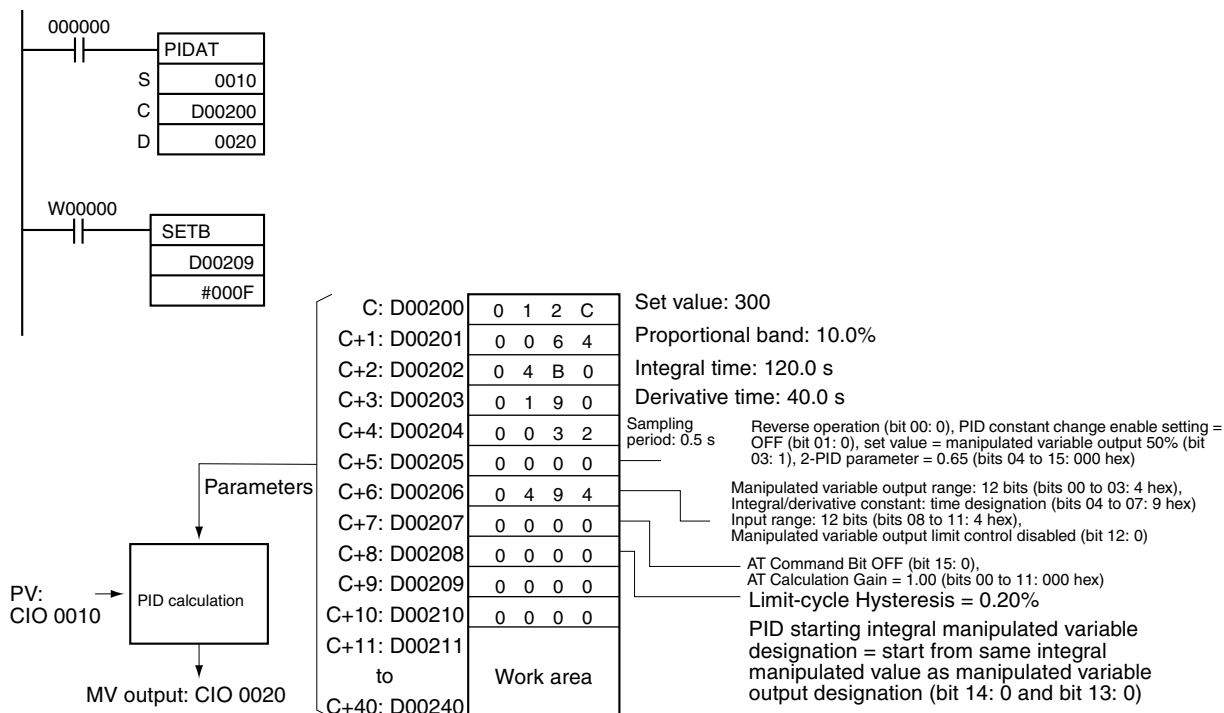 000000
PIDAT
S 0010
C D00200
D 0020
W00000
SETB
D00209
#000F
C: D00200 0 1 2 C Set value: 300
C+1: D00201 0 0 6 4 Proportional band: 10.0%
C+2: D00202 0 4 B 0 Integral time: 120.0 s
C+3: D00203 0 1 9 0 Derivative time: 40.0 s
C+4: D00204 0 0 3 2 Sampling
period: 0.5 s
C+5: D00205 0 0 0 0
Reverse operation (bit 00: 0), PID constant change enable setting =
OFF (bit 01: 0), set value = manipulated variable output 50% (bit
03: 1), 2-PID parameter = 0.65 (bits 04 to 15: 000 hex)
C+6: D00206 0 4 9 4
Manipulated variable output range: 12 bits (bits 00 to 03: 4 hex),
Integral/derivative constant: time designation (bits 04 to 07: 9 hex)
Input range: 12 bits (bits 08 to 11: 4 hex),
Manipulated variable output limit control disabled (bit 12: 0)
C+7: D00207 0 0 0 0
AT Command Bit OFF (bit 15: 0),
AT Calculation Gain = 1.00 (bits 00 to 11: 000 hex)
C+8: D00208 0 0 0 0
Limit-cycle Hysteresis = 0.20%
C+9: D00209 0 0 0 0
C+10: D00210 0 0 0 0
PID starting integral manipulated variable
designation = start from same integral
manipulated value as manipulated variable
output designation (bit 14: 0 and bit 13: 0)
C+11: D00211
to
C+40: D00240
Work area
Parameters
PV:
CIO 0010
PID calculation
MV output: CIO 0020